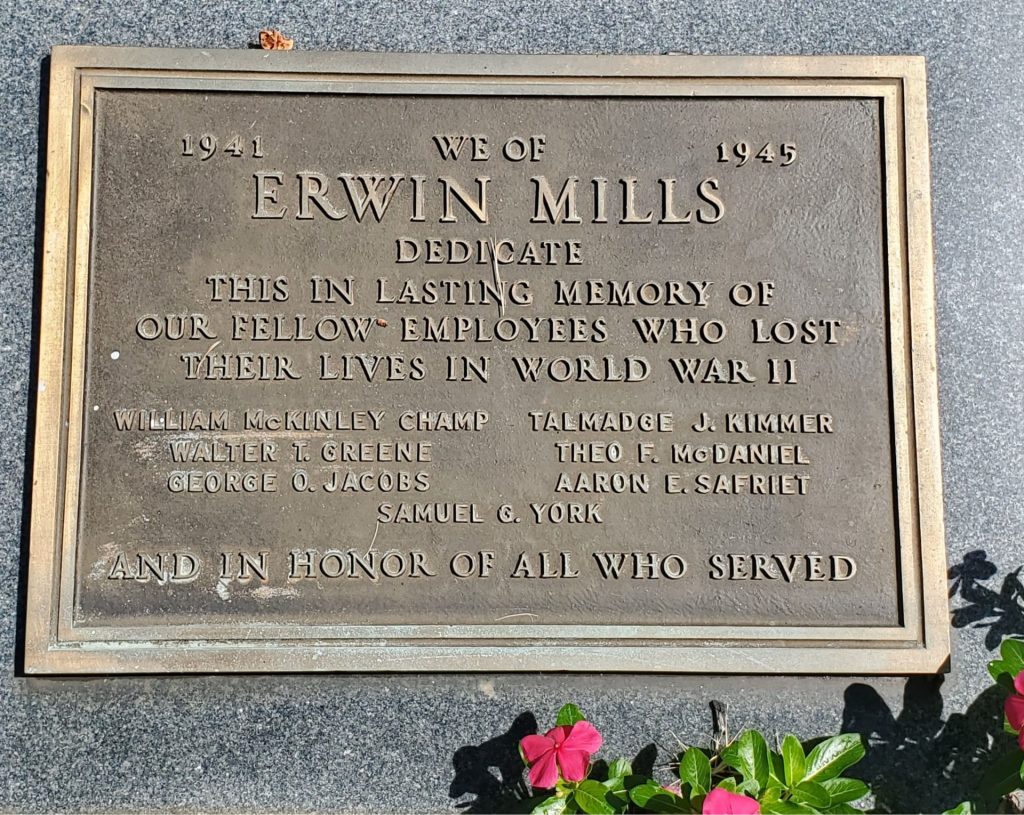 1941 WE OF 1945
ERWIN MILLS
DEDICATE
THIS IN LASTING MEMORY OF
OUR FELLOW EMPLOYEES WHO LOST
THEIR LIVES IN WORLD WAR II
WILLIAM McKINLEY CHAMP TALMADGE J. KIMMER
WALTER T. GREENE THEO F. McDANIEL
GEORGE O. JACOBS AARON E. SAFRIET
SAMUEL G. YORK
AND IN HONOR OF ALL WHO SERVED